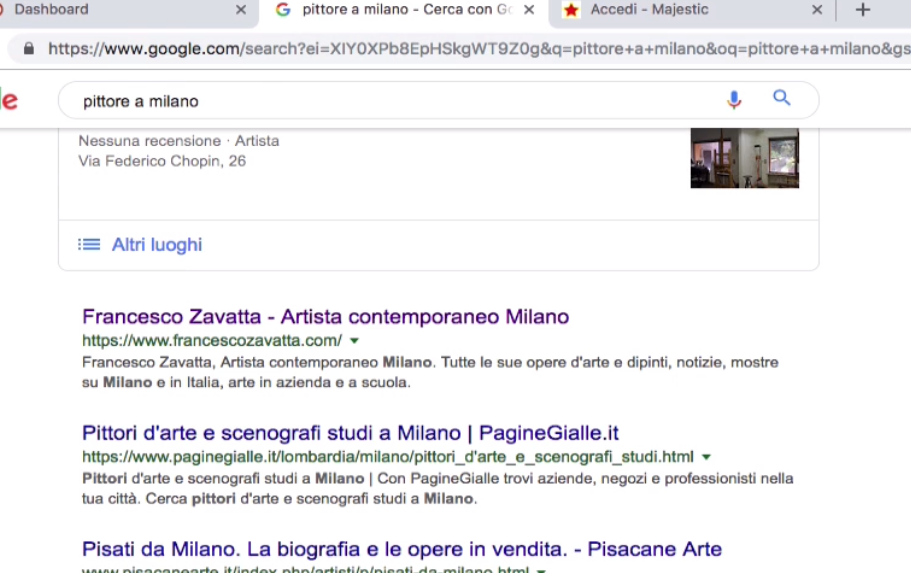 Dashboard
pittore a milano - Cerca con Go
Accedi - Majestic
https://www.google.com/search?ei=XIY0XPb8EpHSkgWT9Z0g&q=pittore+a+milano&oq=pittore+a+milano&gs
e
pittore a milano
Nessuna recensione · Artista
Via Federico Chopin, 26
Altri luoghi
Francesco Zavatta - Artista contemporaneo Milano
https://www.francescozavatta.com/
Francesco Zavatta, Artista contemporaneo Milano. Tutte le sue opere d'arte e dipinti, notizie, mostre
su Milano e in Italia, arte in azienda e a scuola.
Pittori d'arte e scenografi studi a Milano | PagineGialle.it
https://www.paginegialle.it/lombardia/milano/pittori_d'arte_e_scenografi_studi.html
Pittori d'arte e scenografi studi a Milano | Con PagineGialle trovi aziende, negozi e professionisti nella
tua città. Cerca pittori d'arte e scenografi studi a Milano.
Pisati da Milano. La biografia e le opere in vendita. - Pisacane Arte
www.pisacanearte.it/index.php/artisti/p/pisati-da-milano.html